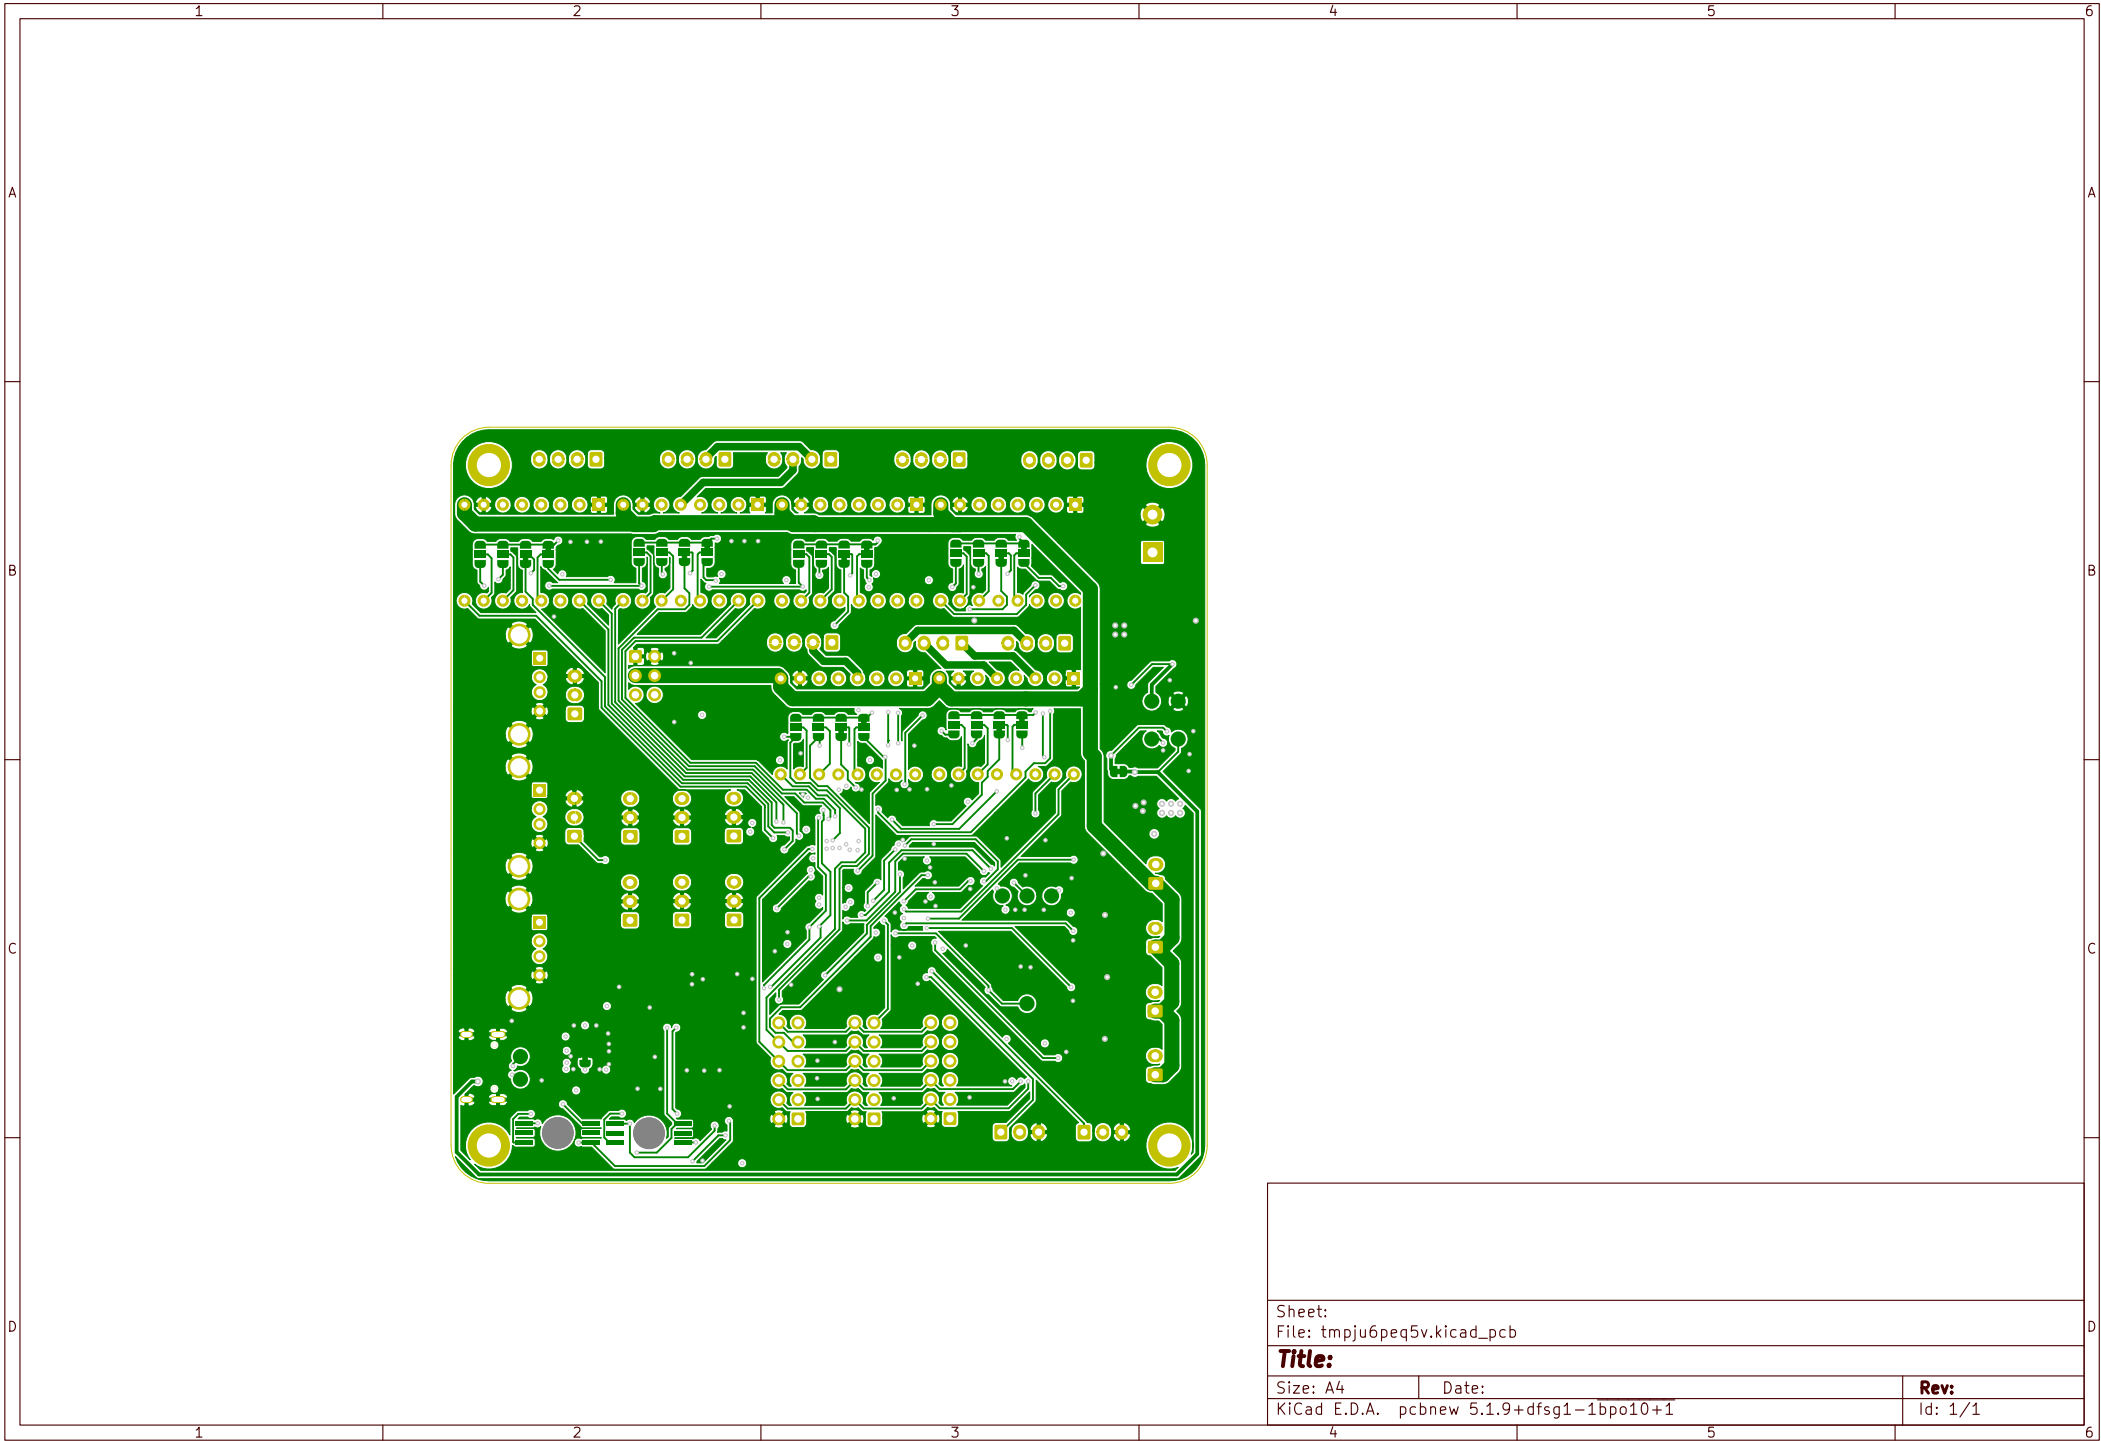 1 2 3 4 5 6
A A
B B
C C
D D
Sheet:
File: tmpju6peq5v.kicad_pcb
Title:
Size: A4 Date: Rev:
KiCad E.D.A. pcbnew 5.1.9+dfsg1-1bpo10+1 Id: 1/1
1 2 3 4 5 6